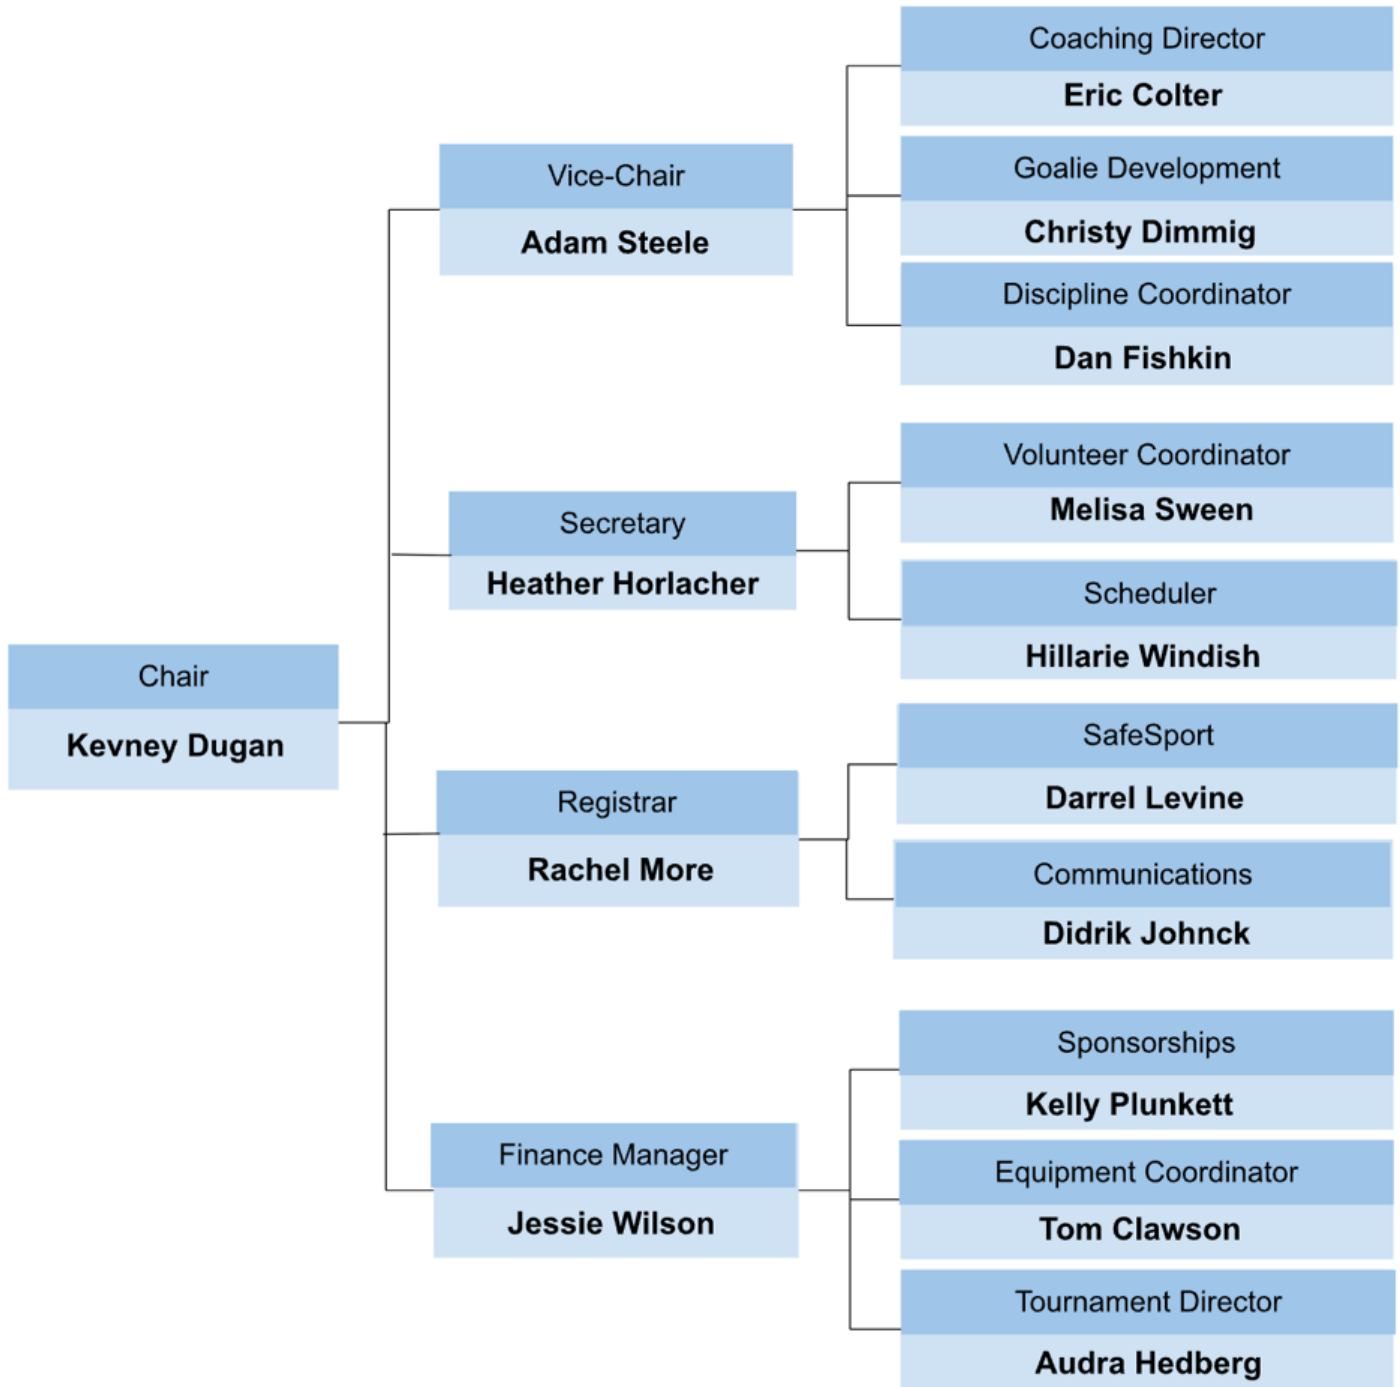 Chair
Kevney Dugan
Vice-Chair
Adam Steele
Coaching Director
Eric Colter
Goalie Development
Christy Dimmig
Discipline Coordinator
Dan Fishkin
Secretary
Heather Horlacher
Volunteer Coordinator
Melisa Sween
Scheduler
Hillarie Windish
Registrar
Rachel More
SafeSport
Darrel Levine
Communications
Didrik Johnck
Finance Manager
Jessie Wilson
Sponsorships
Kelly Plunkett
Equipment Coordinator
Tom Clawson
Tournament Director
Audra Hedberg